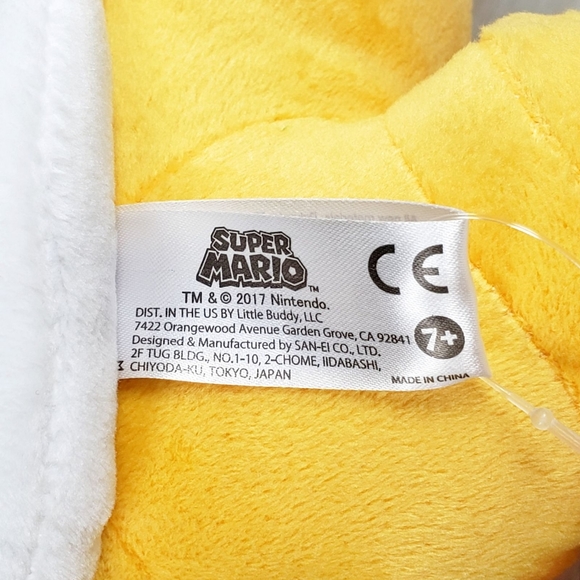 SUPER
MARIO™
TM & © 2017 Nintendo.
DIST. IN THE US BY Little Buddy, LLC
7422 Orangewood Avenue Garden Grove, CA 92841
Designed & Manufactured by SAN-EI CO., LTD.
2F TUG BLDG., NO.1-10, 2-CHOME, IIDABASHI,
CHIYODA-KU, TOKYO, JAPAN
CE
7+
MADE IN CHINA